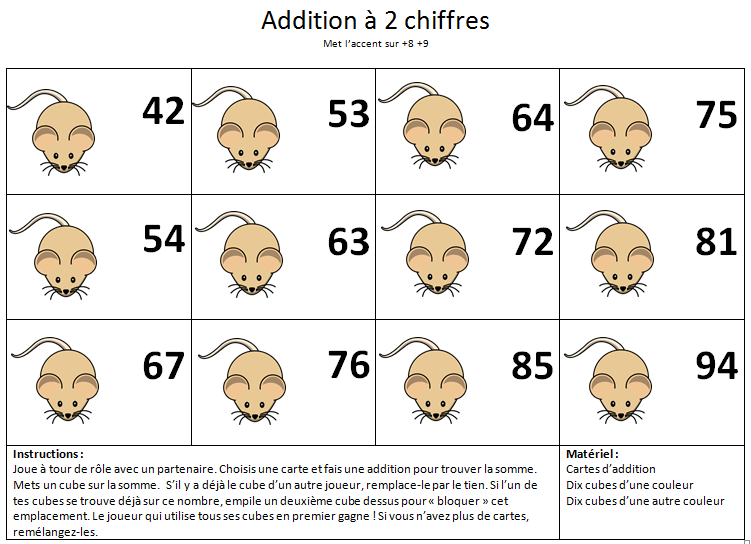 Addition à 2 chiffres
Met l'accent sur +8 +9
42 53 64 75
54 63 72 81
67 76 85 94
Instructions :
Joue à tour de rôle avec un partenaire. Choisis une carte et fais une addition pour trouver la somme.
Mets un cube sur la somme. S'il y a déjà le cube d'un autre joueur, remplace-le par le tien. Si l'un de
tes cubes se trouve déjà sur ce nombre, empile un deuxième cube dessus pour « bloquer » cet
emplacement. Le joueur qui utilise tous ses cubes en premier gagne ! Si vous n'avez plus de cartes,
remélangez-les.
Matériel :
Cartes d'addition
Dix cubes d'une couleur
Dix cubes d'une autre couleur